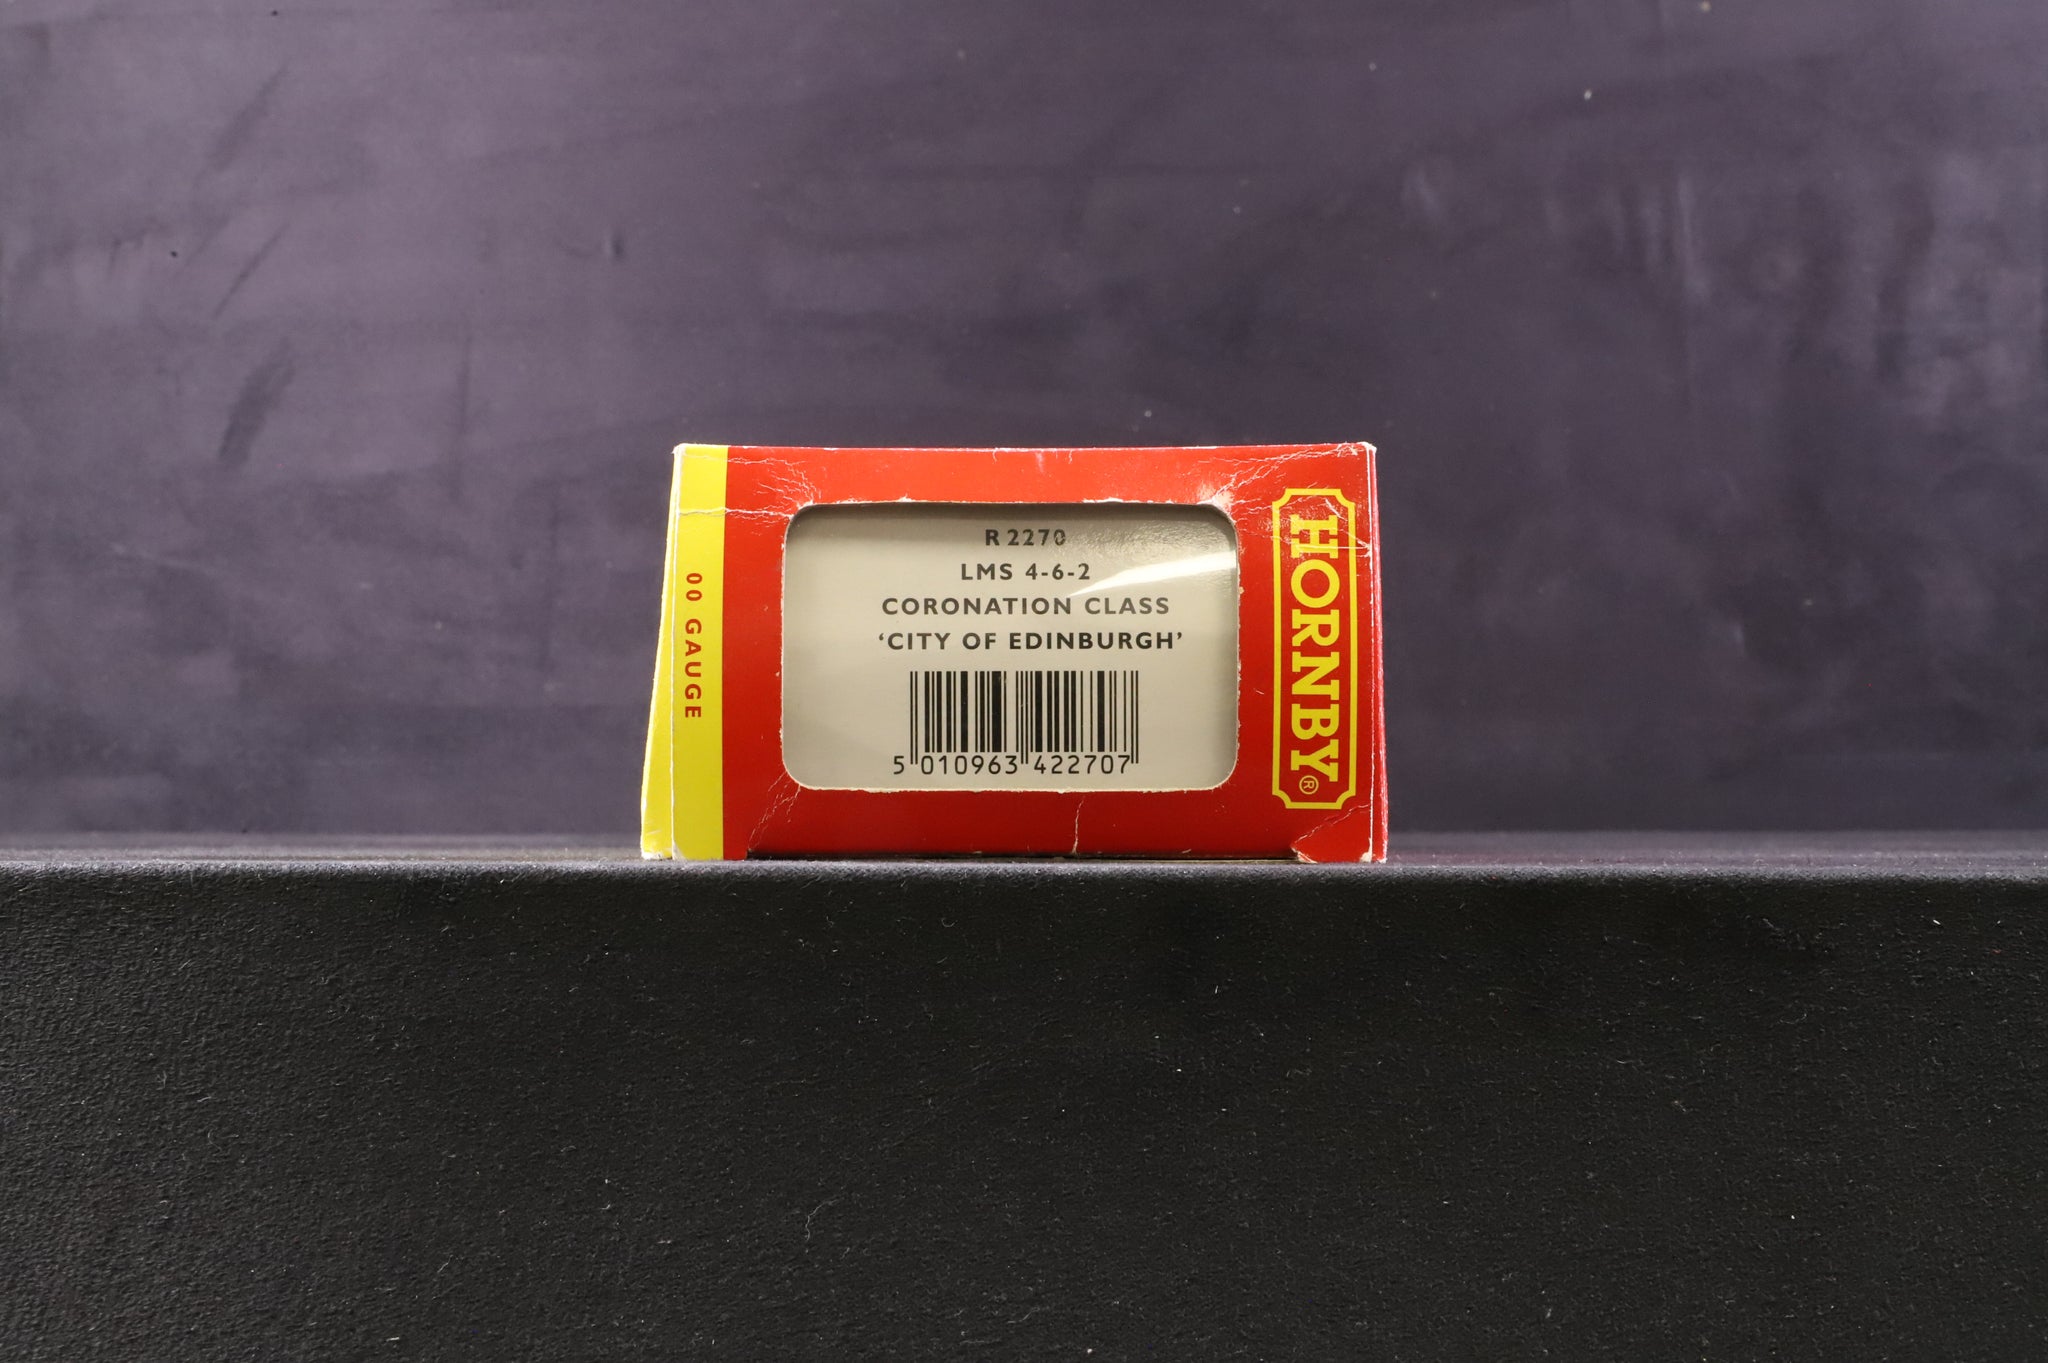 R 2270
LMS 4-6-2
CORONATION CLASS
‘CITY OF EDINBURGH’
5 010963 422707
00 GAUGE
HORNBY®